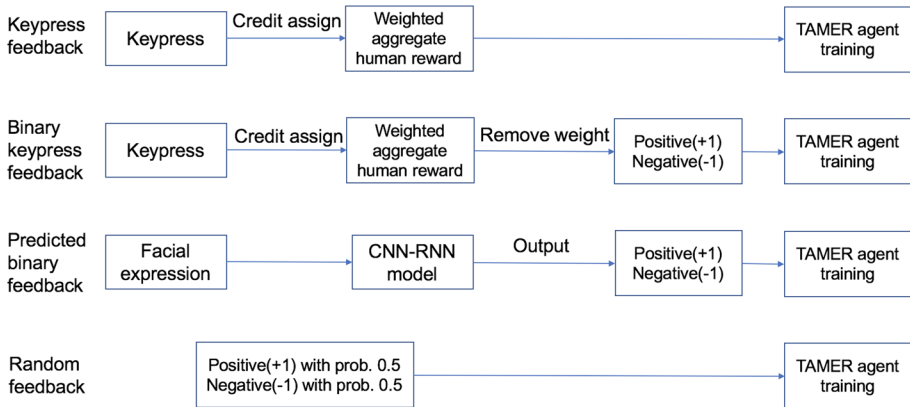 Keypress
feedback
Keypress
Credit assign
Weighted
aggregate
human reward
TAMER agent
training
Binary
keypress
feedback
Keypress
Credit assign
Weighted
aggregate
human reward
Remove weight
Positive(+1)
Negative(-1)
TAMER agent
training
Predicted
binary
feedback
Facial
expression
CNN-RNN
model
Output
Positive(+1)
Negative(-1)
TAMER agent
training
Random
feedback
Positive(+1) with prob. 0.5
Negative(-1) with prob. 0.5
TAMER agent
training